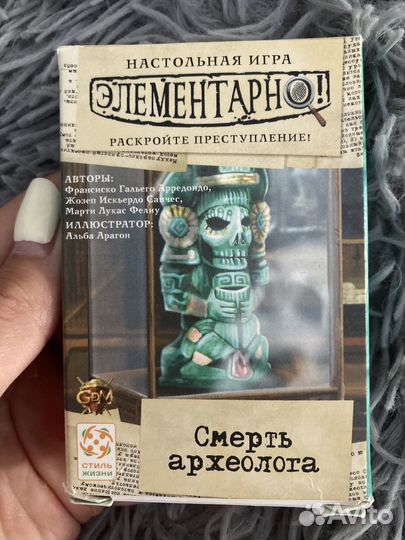 НАСТОЛЬНАЯ ИГРА
ЭЛЕМЕНТАРНО!
РАСКРОЙТЕ ПРЕСТУПЛЕНИЕ!
АВТОРЫ:
Франсиско Гальего Арредондо,
Жозеп Искьердо Санчес,
Марти Лукас Фелиу
ИЛЛЮСТРАТОР:
Альба Арагон
GDM
СТИЛЬ
ЖИЗНИ
Смерть
археолога
Avito